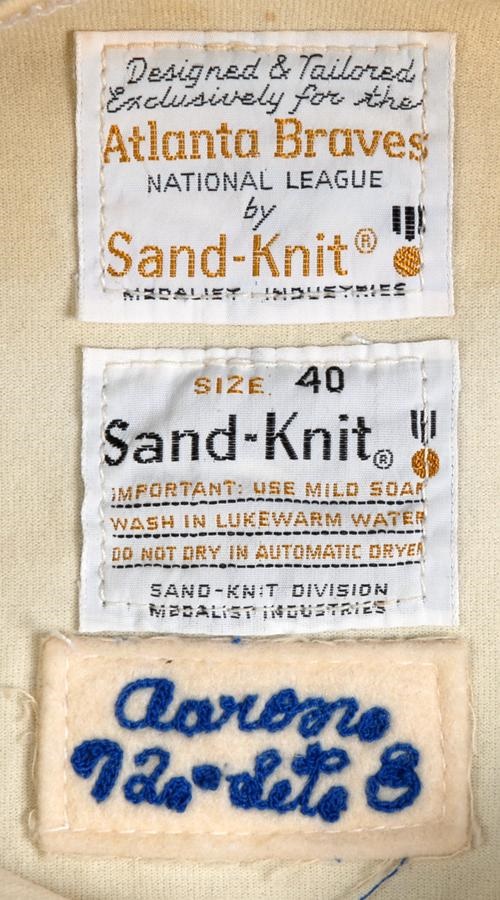 Designed & Tailored
Exclusively for the
Atlanta Braves
NATIONAL LEAGUE
by
Sand-Knit®
MEDALIST INDUSTRIES
SIZE 40
Sand-Knit®
IMPORTANT: USE MILD SOAP
WASH IN LUKEWARM WATER
DO NOT DRY IN AUTOMATIC DRYER
SAND-KNIT DIVISION
MEDALIST INDUSTRIES
Aarons
72-Set 8